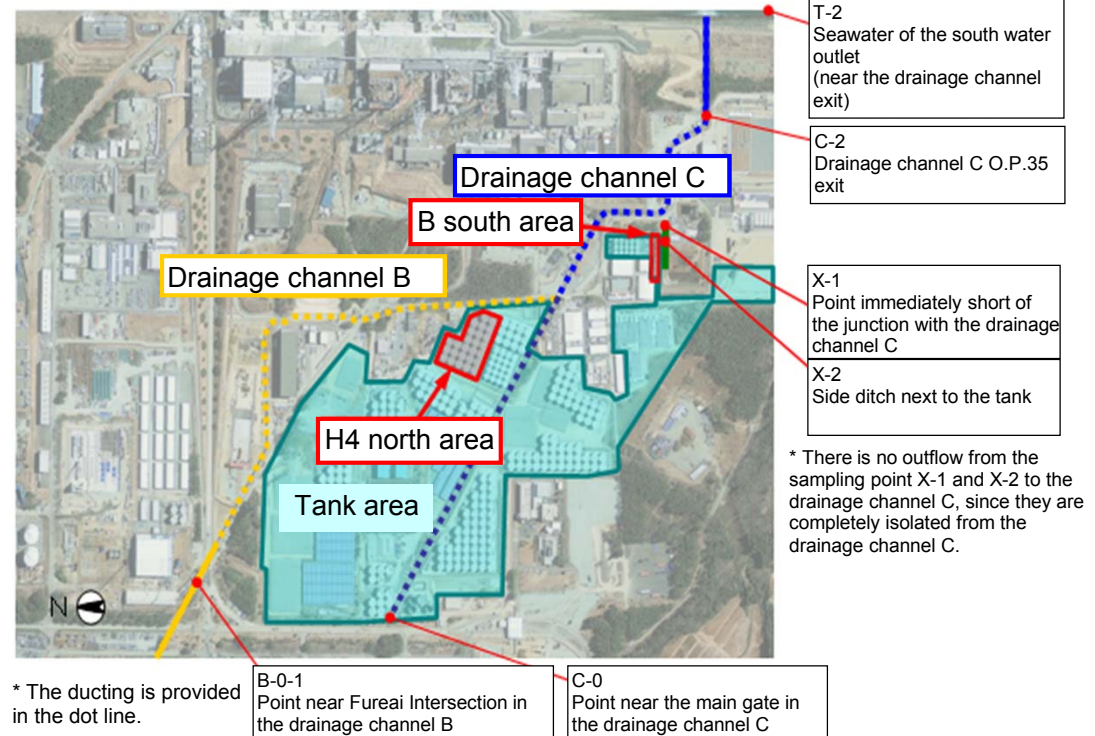 T-2
Seawater of the south water
outlet
(near the drainage channel
exit)
C-2
Drainage channel C O.P.35
exit
Drainage channel C
B south area
Drainage channel B
X-1
Point immediately short of
the junction with the drainage
channel C
X-2
Side ditch next to the tank
H4 north area
* There is no outflow from the
sampling point X-1 and X-2 to the
drainage channel C, since they are
completely isolated from the
drainage channel C.
Tank area
N
* The ducting is provided
in the dot line.
B-0-1
Point near Fureai Intersection in
the drainage channel B
C-0
Point near the main gate in
the drainage channel C